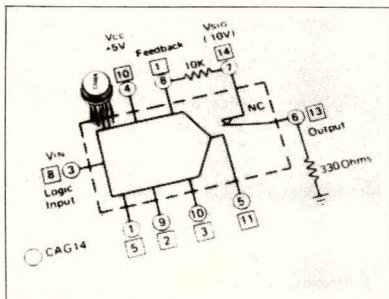 VCC
+5V
Feedback
VSIG
(10V)
10
1
14
10K
4
8
7
NC
VIN
6
13
Output
8
3
Logic
Input
330 Ohms
1
9
10
5
5
2
3
11
CAG14